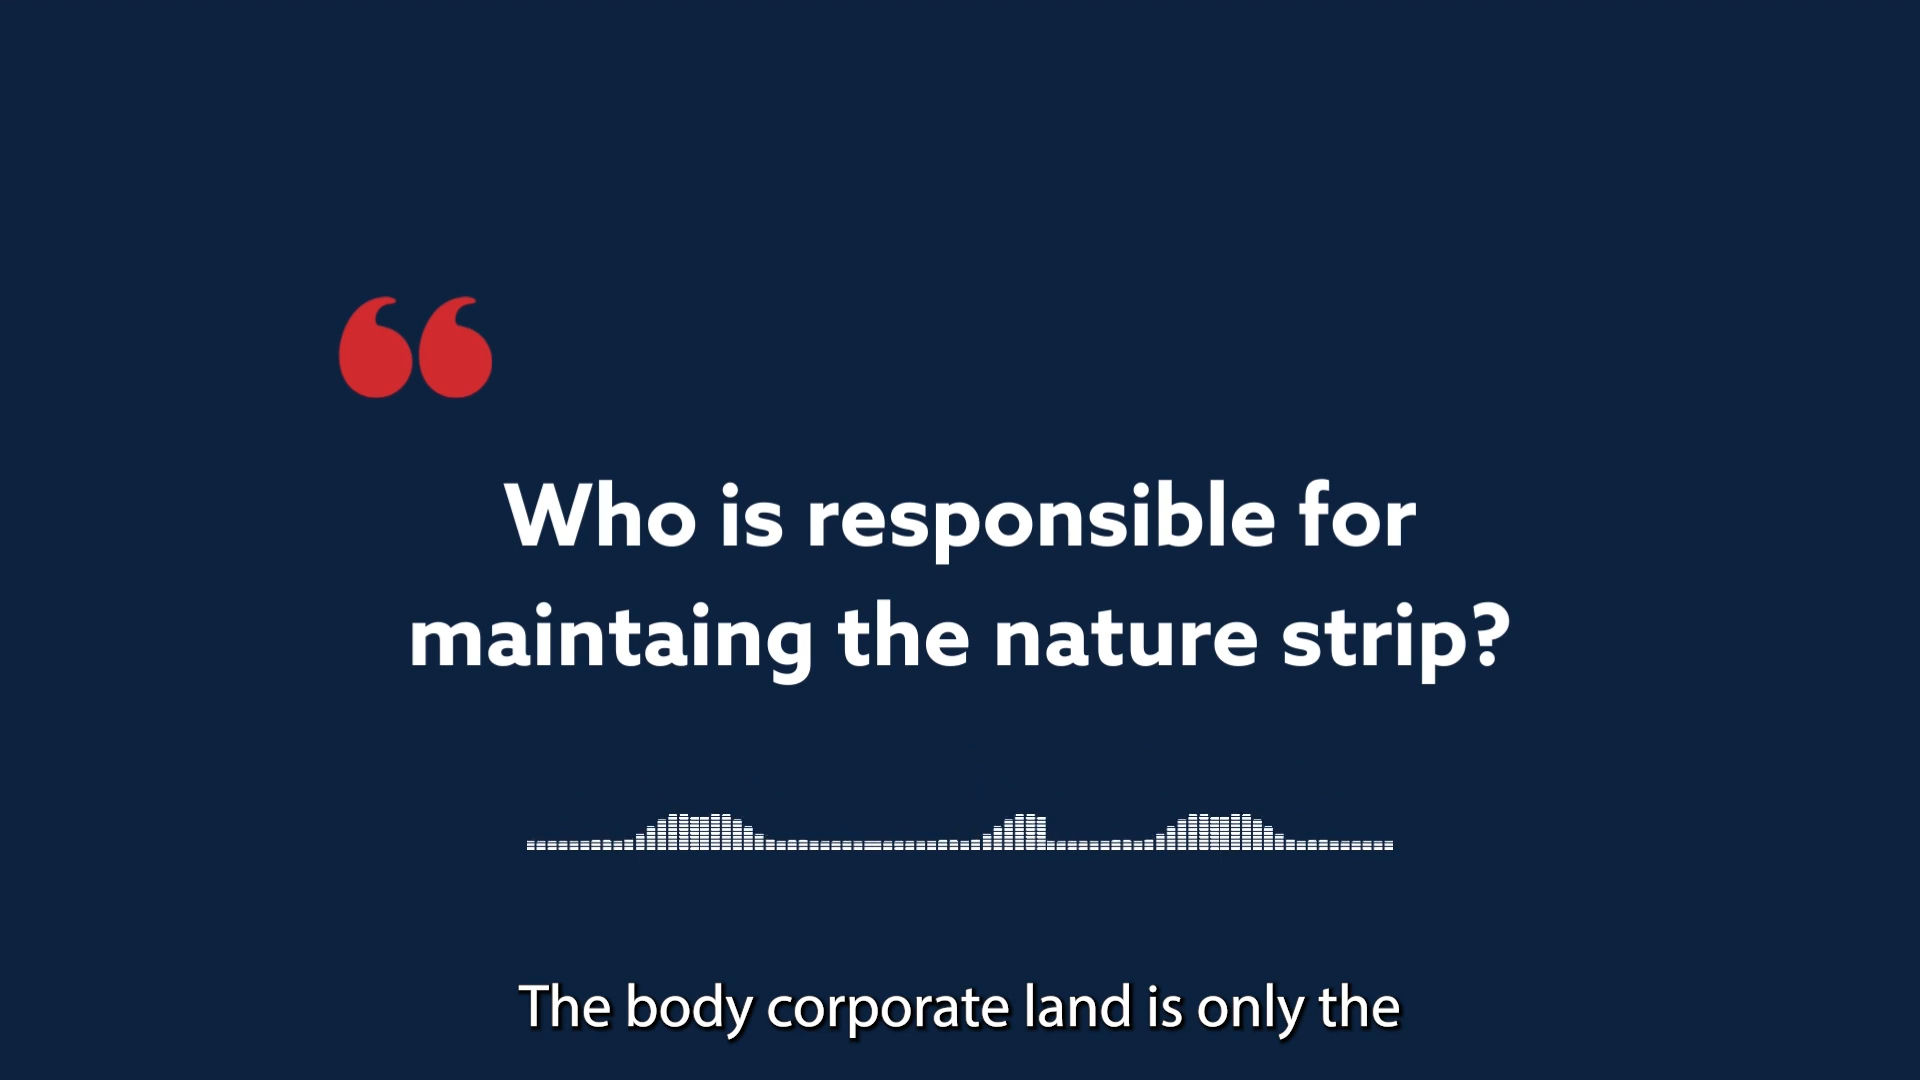 “
Who is responsible for
maintaing the nature strip?
The body corporate land is only the